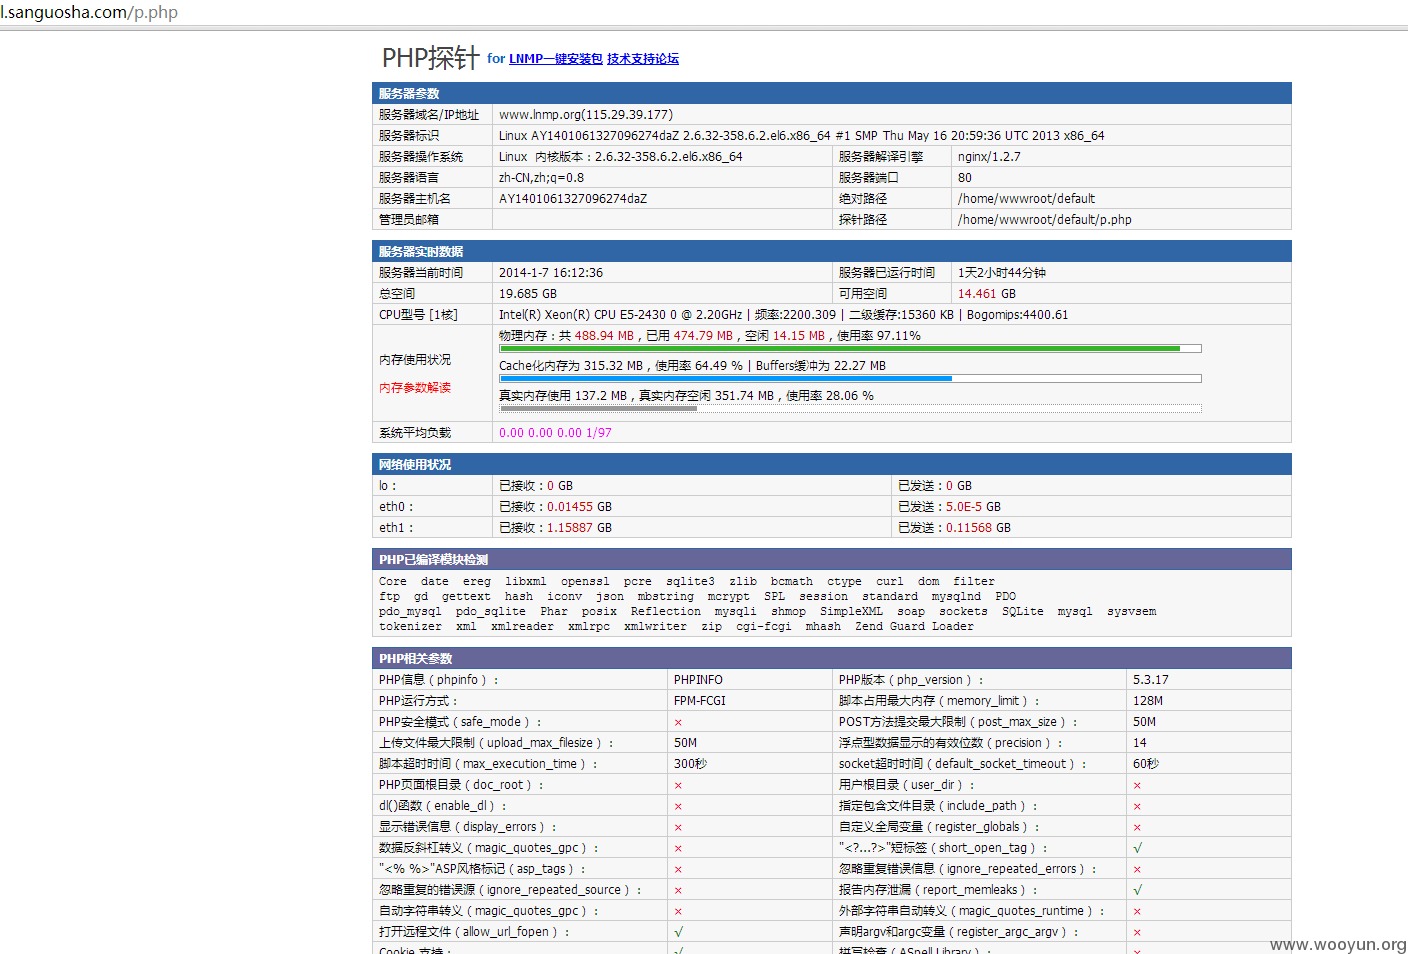 l.sanguosha.com/p.php
PHP探针 for LNMP一键安装包 技术支持论坛
服务器参数
服务器域名/IP地址 www.lnmp.org(115.29.39.177)
服务器标识 Linux AY1401061327096274daZ 2.6.32-358.6.2.el6.x86_64 #1 SMP Thu May 16 20:59:36 UTC 2013 x86_64
服务器操作系统 Linux 内核版本：2.6.32-358.6.2.el6.x86_64 服务器解译引擎 nginx/1.2.7
服务器语言 zh-CN,zh;q=0.8 服务器端口 80
服务器主机名 AY1401061327096274daZ 绝对路径 /home/wwwroot/default
管理员邮箱 探针路径 /home/wwwroot/default/p.php
服务器实时数据
服务器当前时间 2014-1-7 16:12:36 服务器已运行时间 1天2小时44分钟
总空间 19.685 GB 可用空间 14.461 GB
CPU型号 [1核] Intel(R) Xeon(R) CPU E5-2430 0 @ 2.20GHz | 频率:2200.309 | 二级缓存:15360 KB | Bogomips:4400.61
内存使用状况
内存参数解读
物理内存：共 488.94 MB , 已用 474.79 MB , 空闲 14.15 MB , 使用率 97.11%
Cache化内存为 315.32 MB , 使用率 64.49 % | Buffers缓冲为 22.27 MB
真实内存使用 137.2 MB , 真实内存空闲 351.74 MB , 使用率 28.06 %
系统平均负载 0.00 0.00 0.00 1/97
网络使用状况
lo : 已接收 : 0 GB 已发送 : 0 GB
eth0 : 已接收 : 0.01455 GB 已发送 : 5.0E-5 GB
eth1 : 已接收 : 1.15887 GB 已发送 : 0.11568 GB
PHP已编译模块检测
Core date ereg libxml openssl pcre sqlite3 zlib bcmath ctype curl dom filter
ftp gd gettext hash iconv json mbstring mcrypt SPL session standard mysqlnd PDO
pdo_mysql pdo_sqlite Phar posix Reflection mysqli shmop SimpleXML soap sockets SQLite mysql sysvsem
tokenizer xml xmlreader xmlrpc xmlwriter zip cgi-fcgi mhash Zend Guard Loader
PHP相关参数
PHP信息（phpinfo）: PHPINFO PHP版本（php_version）: 5.3.17
PHP运行方式 : FPM-FCGI 脚本占用最大内存（memory_limit）: 128M
PHP安全模式（safe_mode）: × POST方法提交最大限制（post_max_size）: 50M
上传文件最大限制（upload_max_filesize）: 50M 浮点型数据显示的有效位数（precision）: 14
脚本超时时间（max_execution_time）: 300秒 socket超时时间（default_socket_timeout）: 60秒
PHP页面根目录（doc_root）: × 用户根目录（user_dir）: ×
dl()函数（enable_dl）: × 指定包含文件目录（include_path）: ×
显示错误信息（display_errors）: × 自定义全局变量（register_globals）: ×
数据反斜杠转义（magic_quotes_gpc）: × "<?...?>"短标签（short_open_tag）: √
"<% %>"ASP风格标记（asp_tags）: × 忽略重复错误信息（ignore_repeated_errors）: ×
忽略重复的错误源（ignore_repeated_source）: × 报告内存泄漏（report_memleaks）: √
自动字符串转义（magic_quotes_gpc）: × 外部字符串自动转义（magic_quotes_runtime）: ×
打开远程文件（allow_url_fopen）: √ 声明argv和argc变量（register_argc_argv）: ×
Cookie 支持 : √ 拼写检查（ASpell Library）: ×
www.wooyun.org